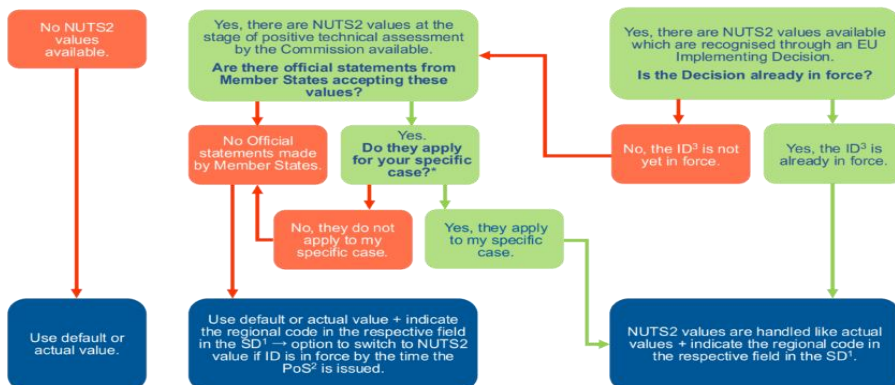 No NUTS2
values
available.
Yes, there are NUTS2 values at the
stage of positive technical assessment
by the Commission available.
Are there official statements from
Member States accepting these
values?
Yes, there are NUTS2 values available
which are recognised through an EU
Implementing Decision.
Is the Decision already in force?
No Official
statements made
by Member States.
Yes.
Do they apply
for your specific
case?*
No, the ID³ is not
yet in force.
Yes, the ID³ is
already in force.
No, they do not
apply to my
specific case.
Yes, they apply
to my specific
case.
Use default or
actual value.
Use default or actual value + indicate
the regional code in the respective field
in the SD¹ → option to switch to NUTS2
value if ID is in force by the time the
PoS² is issued.
NUTS2 values are handled like actual
values + indicate the regional code in
the respective field in the SD¹.